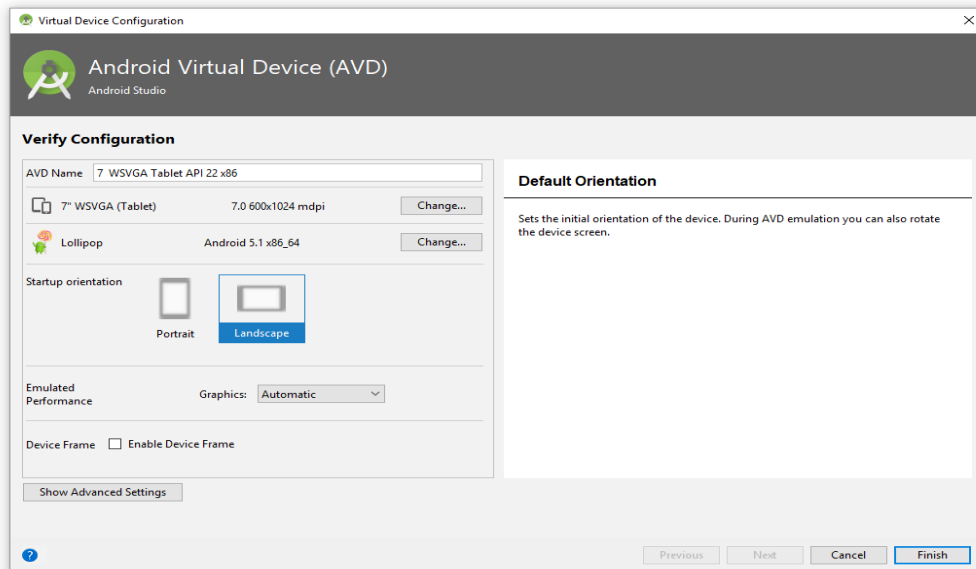 Virtual Device Configuration
Android Virtual Device (AVD)
Android Studio
Verify Configuration
AVD Name 7 WSVGA Tablet API 22 x86
7" WSVGA (Tablet) 7.0 600x1024 mdpi Change...
Lollipop Android 5.1 x86_64 Change...
Startup orientation
Portrait
Landscape
Emulated
Performance
Graphics: Automatic
Device Frame Enable Device Frame
Show Advanced Settings
Default Orientation
Sets the initial orientation of the device. During AVD emulation you can also rotate
the device screen.
?
Previous Next Cancel Finish